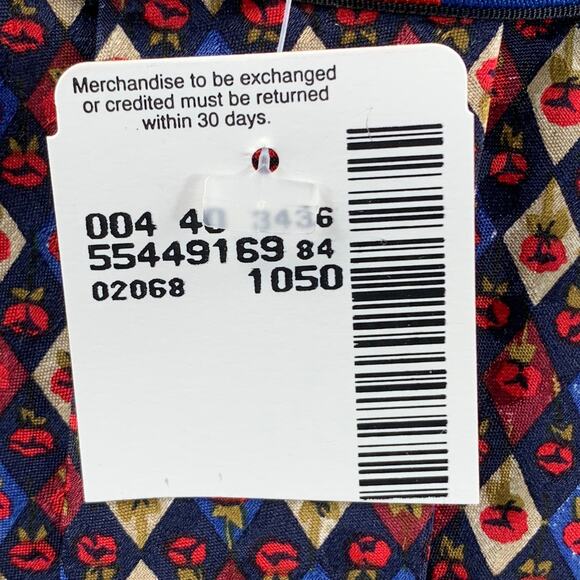 Merchandise to be exchanged
or credited must be returned
within 30 days.
004 40 3436
55449169 84
02068 1050